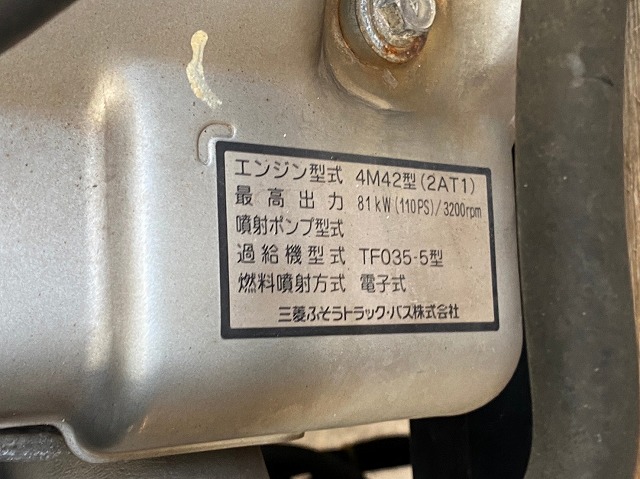 エンジン型式 4M42型(2AT1)
最高出力 81kW(110PS)/3200rpm
噴射ポンプ型式
過給機型式 TF035-5型
燃料噴射方式 電子式
三菱ふそうトラック・バス株式会社